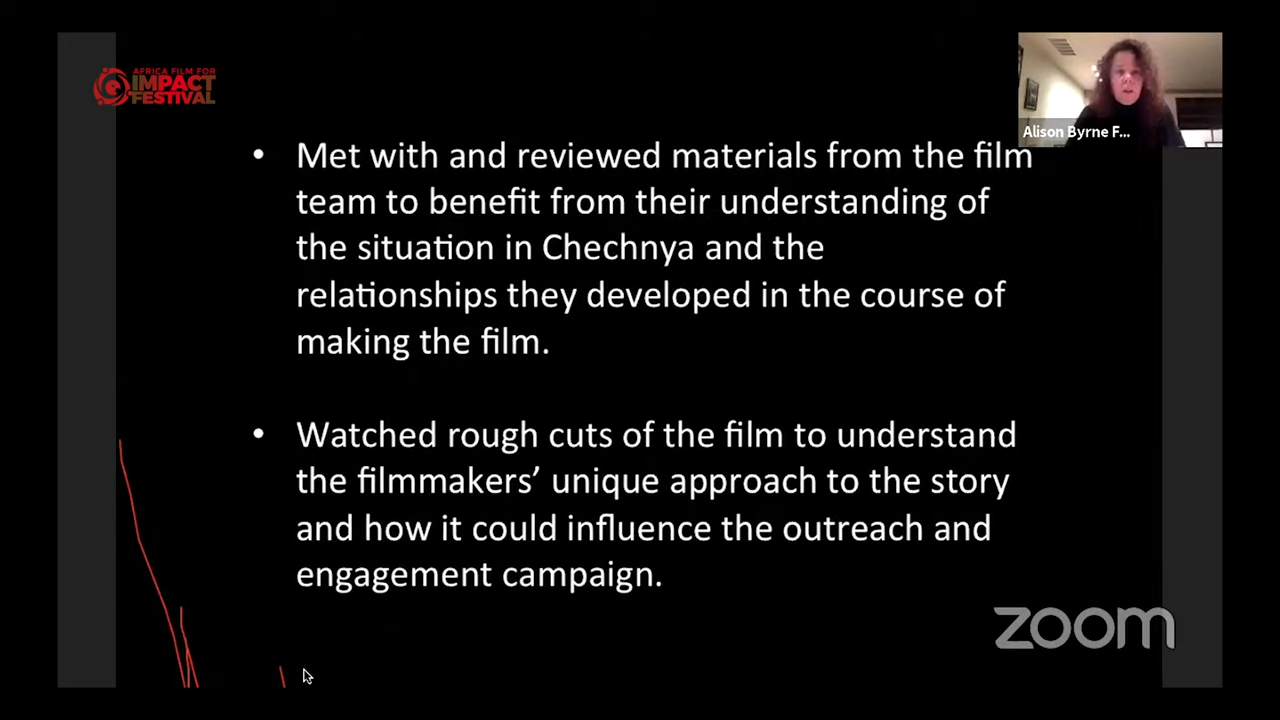 AFRICA FILM FOR
IMPACT
FESTIVAL
Alison Byrne F...
• Met with and reviewed materials from the film
team to benefit from their understanding of
the situation in Chechnya and the
relationships they developed in the course of
making the film.
• Watched rough cuts of the film to understand
the filmmakers’ unique approach to the story
and how it could influence the outreach and
engagement campaign.
zoom